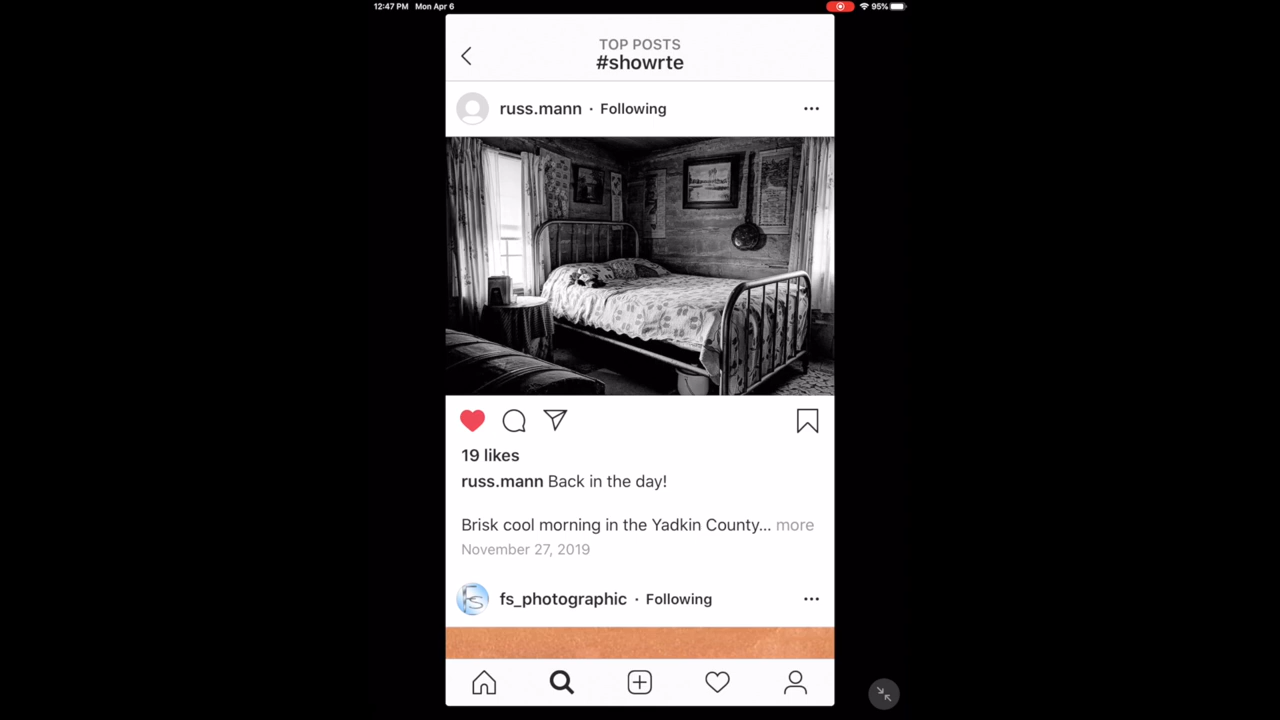 12:47 PM Mon Apr 6
95%
TOP POSTS
#showrte
russ.mann · Following
19 likes
russ.mann Back in the day!
Brisk cool morning in the Yadkin County... more
November 27, 2019
fs_photographic · Following